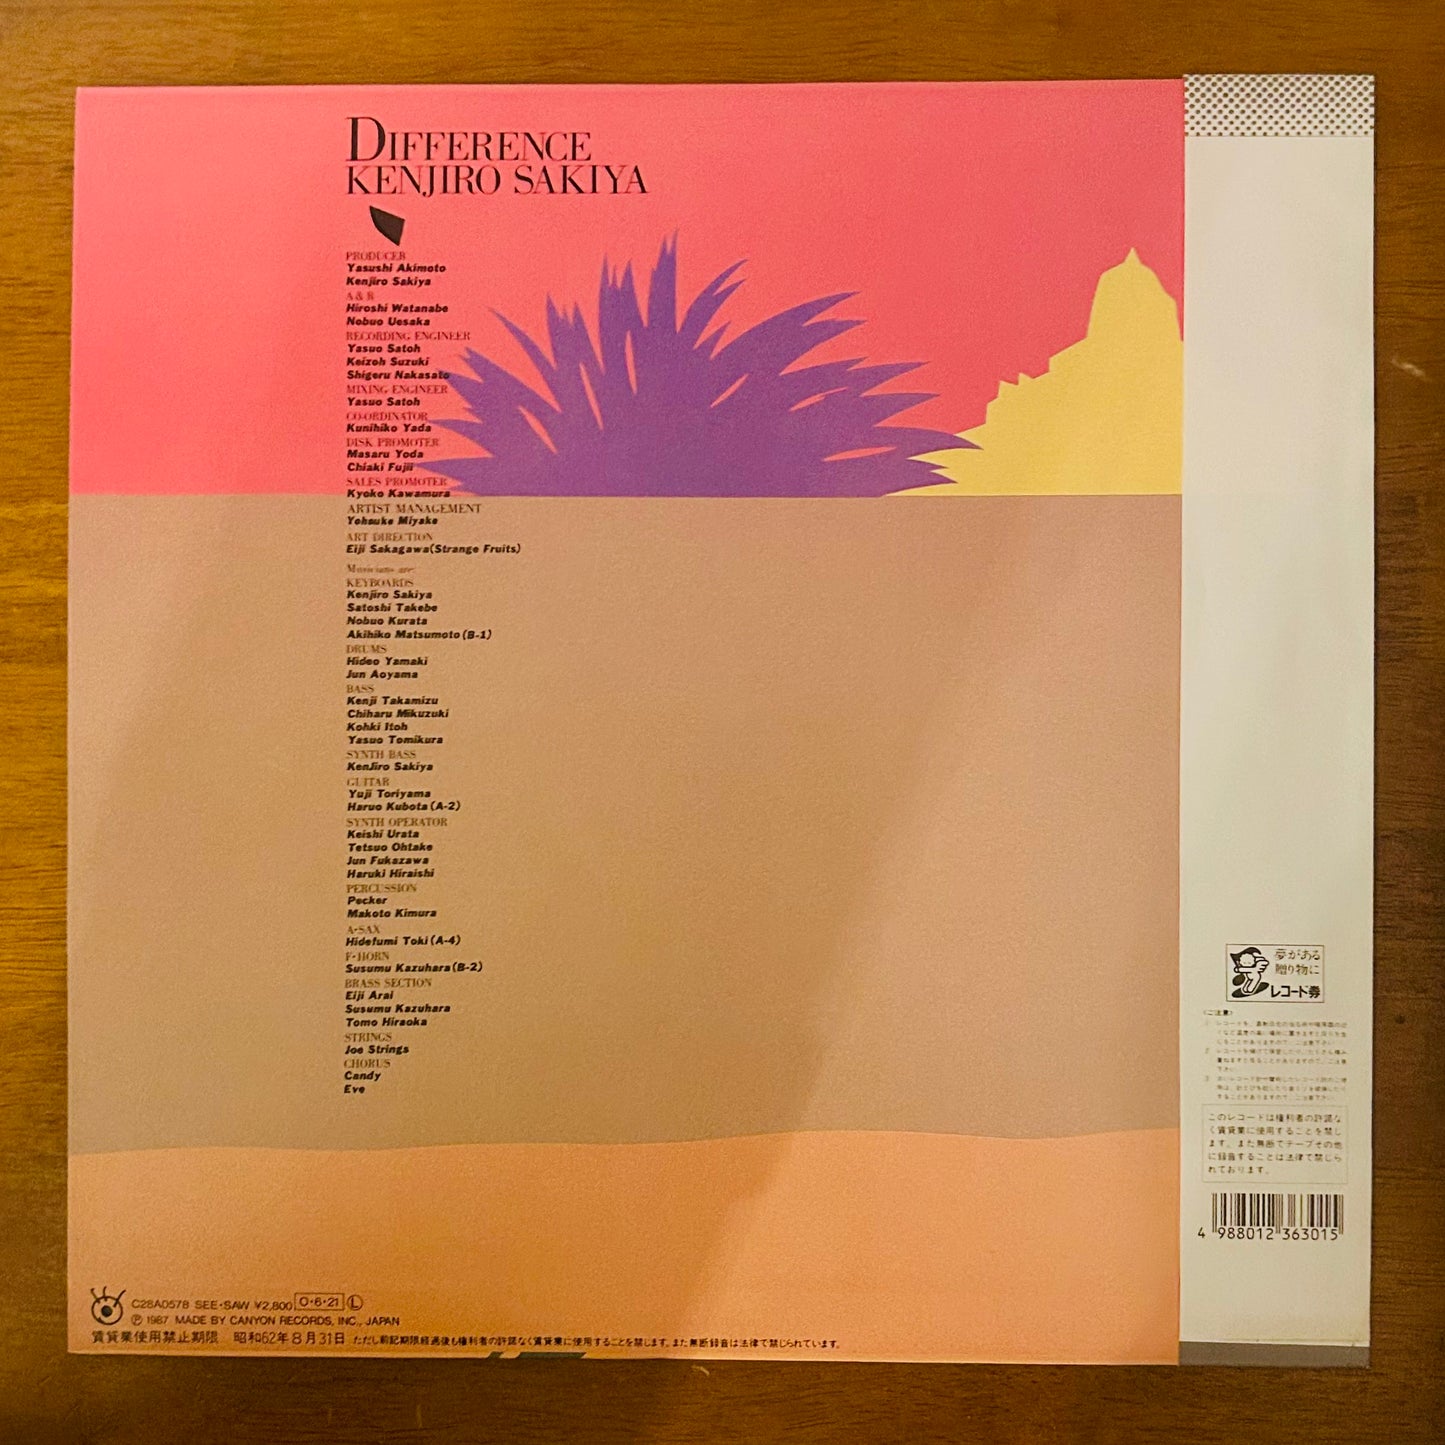 DIFFERENCE
KENJIRO SAKIYA
PRODUCER
Yasushi Akimoto
Kenjiro Sakiya
A & R
Hiroshi Watanabe
Nobuo Uesaka
RECORDING ENGINEER
Yasuo Satoh
Keizoh Suzuki
Shigeru Nakasato
MIXING ENGINEER
Yasuo Satoh
CO-ORDINATOR
Kunihiko Yada
DISK PROMOTER
Masaru Yoda
Chiaki Fujii
SALES PROMOTER
Kyoko Kawamura
ARTIST MANAGEMENT
Yohsuke Miyake
ART DIRECTION
Eiji Sakagawa(Strange Fruits)
Musicians are:
KEYBOARDS
Kenjiro Sakiya
Satoshi Takebe
Nobuo Kurata
Akihiko Matsumoto(B-1)
DRUMS
Hideo Yamaki
Jun Aoyama
BASS
Kenji Takamizu
Chiharu Mikuzuki
Kohki Itoh
Yasuo Tomikura
SYNTH BASS
KenJiro Sakiya
GUITAR
Yuji Toriyama
Haruo Kubota(A-2)
SYNTH OPERATOR
Keishi Urata
Tetsuo Ohtake
Jun Fukazawa
Haruki Hiraishi
PERCUSSION
Pecker
Makoto Kimura
A・SAX
Hidefumi Toki(A-4)
F・HORN
Susumu Kazuhara(B-2)
BRASS SECTION
Eiji Arai
Susumu Kazuhara
Tomo Hiraoka
STRINGS
Joe Strings
CHORUS
Candy
Eve
C28A0578 SEE・SAW ¥2,800 O・6・21 Ⓛ
Ⓟ 1987 MADE BY CANYON RECORDS, INC., JAPAN
賃貸業使用禁止期限 昭和62年8月31日 ただし前記期限経過後も権利者の許諾なく賃貸業に使用することを禁じます。また無断録音は法律で禁じられています。
夢がある
贈り物に
レコード券
〈ご注意〉
このレコードは権利者の許諾な
く賃貸業に使用することを禁じ
ます。また無断でテープその他
に録音することは法律で禁じら
れております。
4 988012 363015